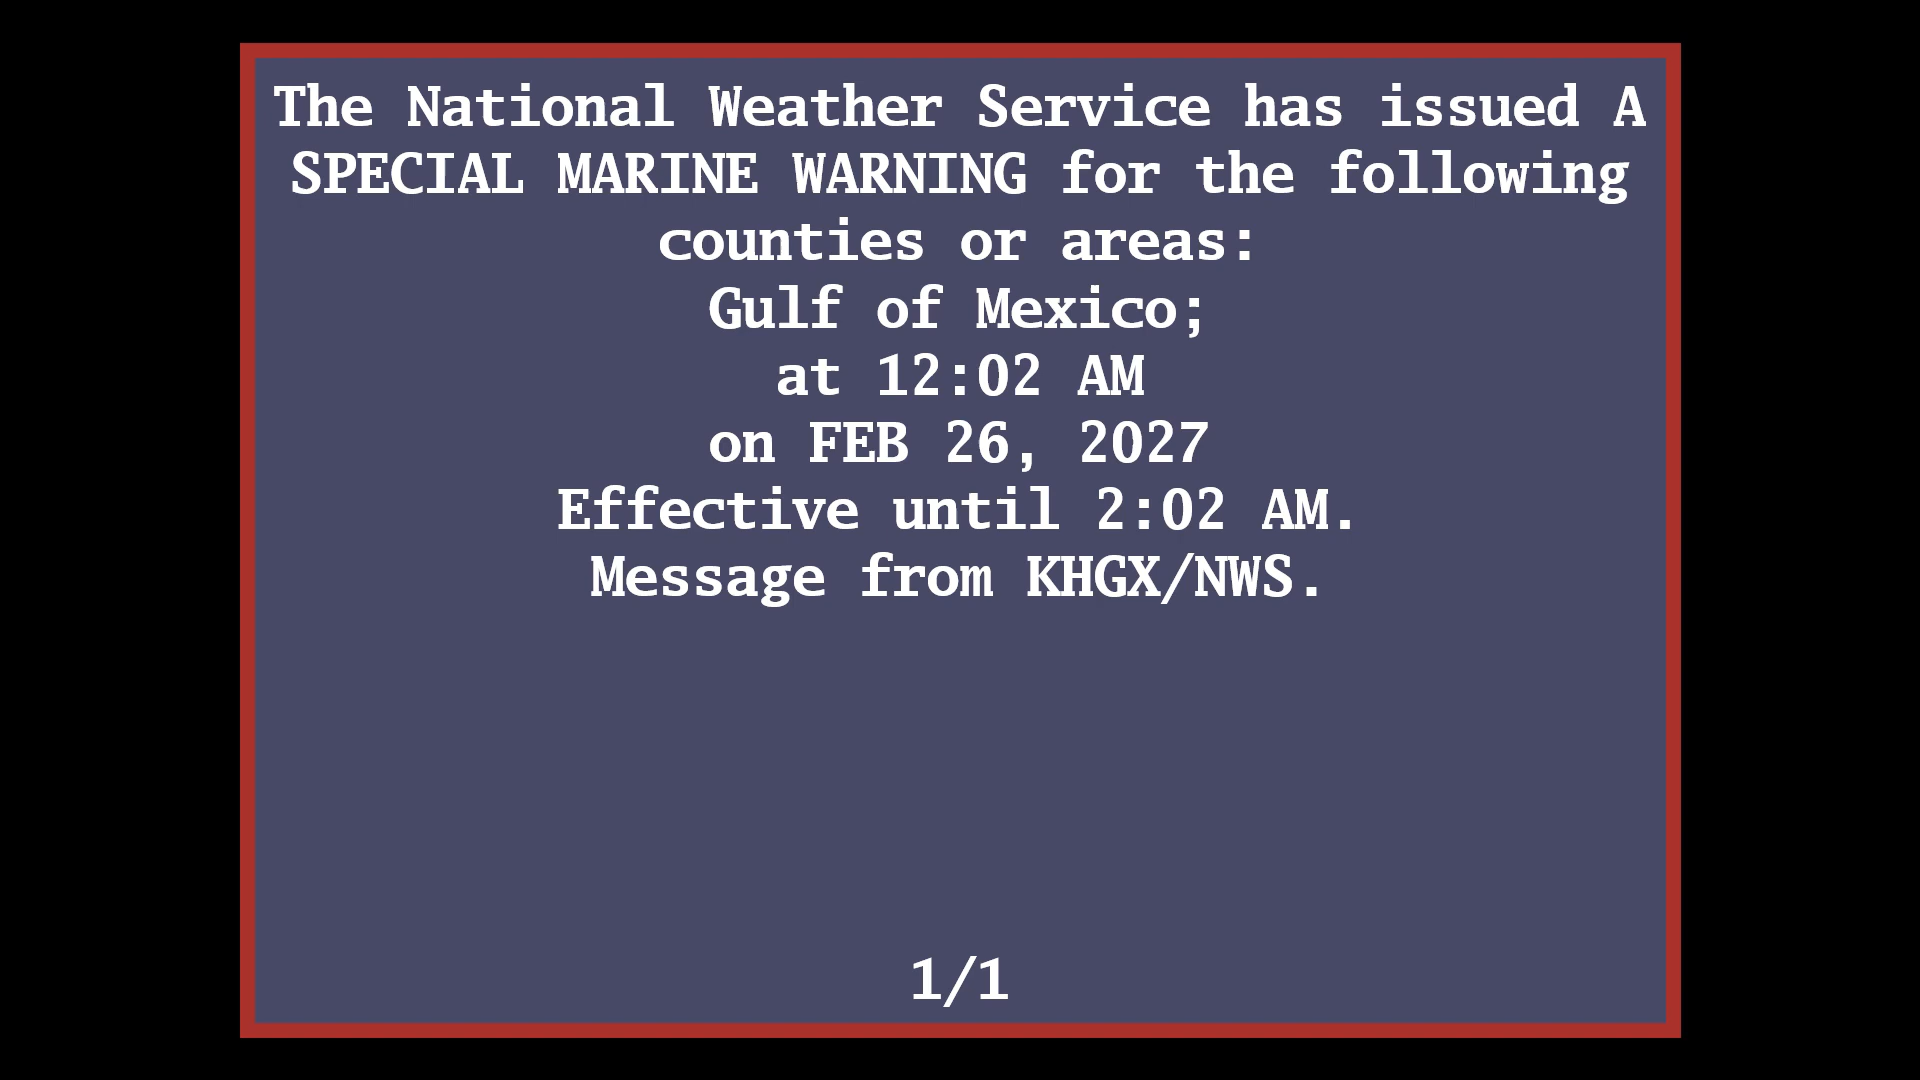 The National Weather Service has issued A
SPECIAL MARINE WARNING for the following
counties or areas:
Gulf of Mexico;
at 12:02 AM
on FEB 26, 2027
Effective until 2:02 AM.
Message from KHGX/NWS.
1/1